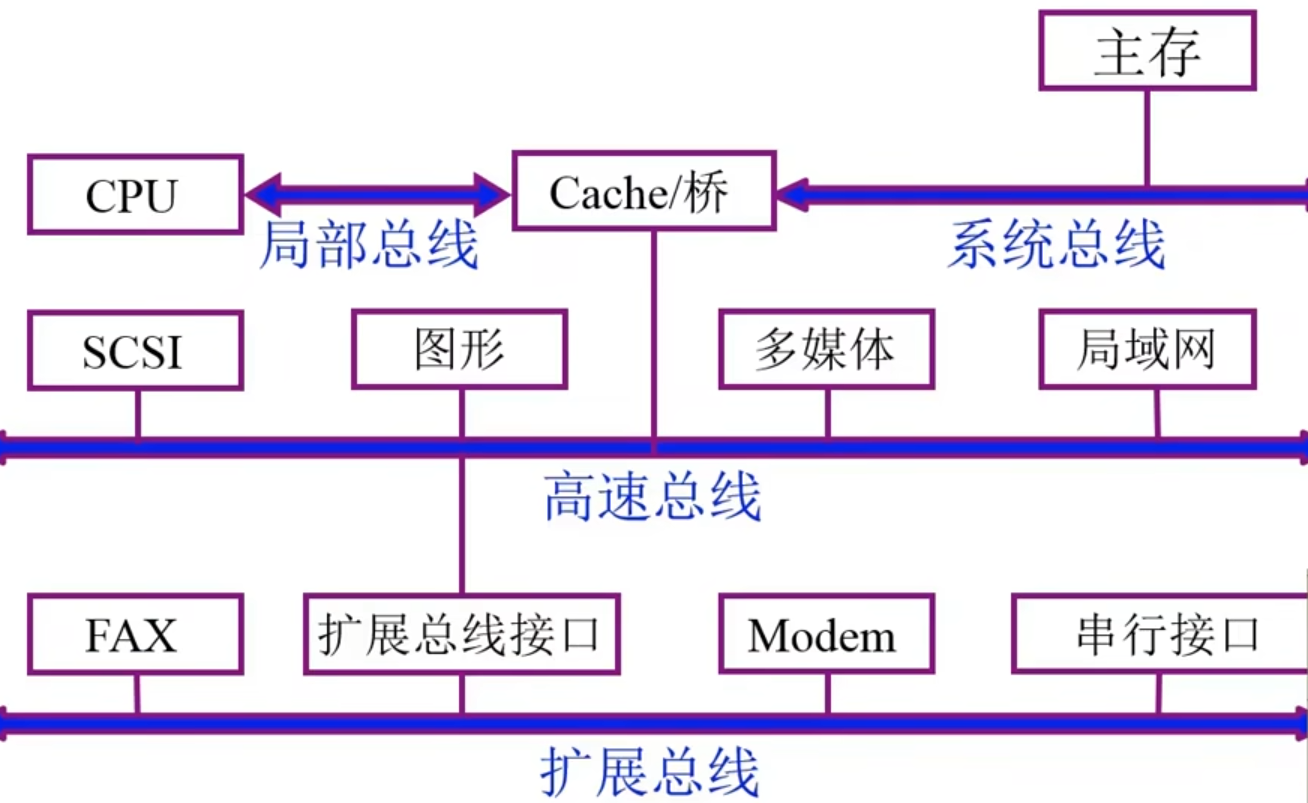 主存
CPU
Cache/桥
局部总线
系统总线
SCSI
图形
多媒体
局域网
高速总线
FAX
扩展总线接口
Modem
串行接口
扩展总线